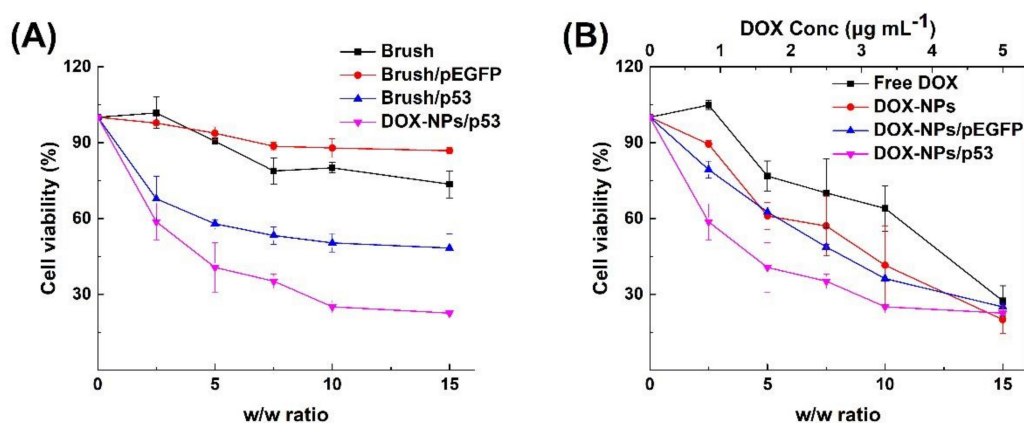 (A)
Brush
Brush/pEGFP
Brush/p53
DOX-NPs/p53
120
90
60
30
Cell viability (%)
0 5 10 15
w/w ratio
(B)
DOX Conc (µg mL-1)
0 1 2 3 4 5
Free DOX
DOX-NPs
DOX-NPs/pEGFP
DOX-NPs/p53
120
90
60
30
Cell viability (%)
0 5 10 15
w/w ratio